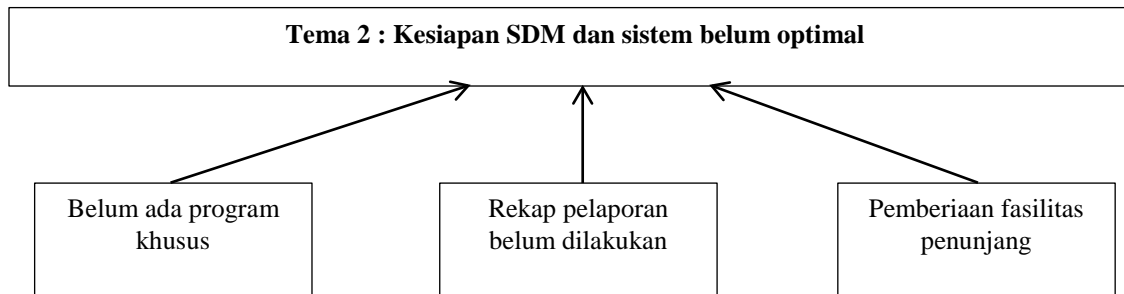 Tema 2 : Kesiapan SDM dan sistem belum optimal
Belum ada program
khusus
Rekap pelaporan
belum dilakukan
Pemberiaan fasilitas
penunjang